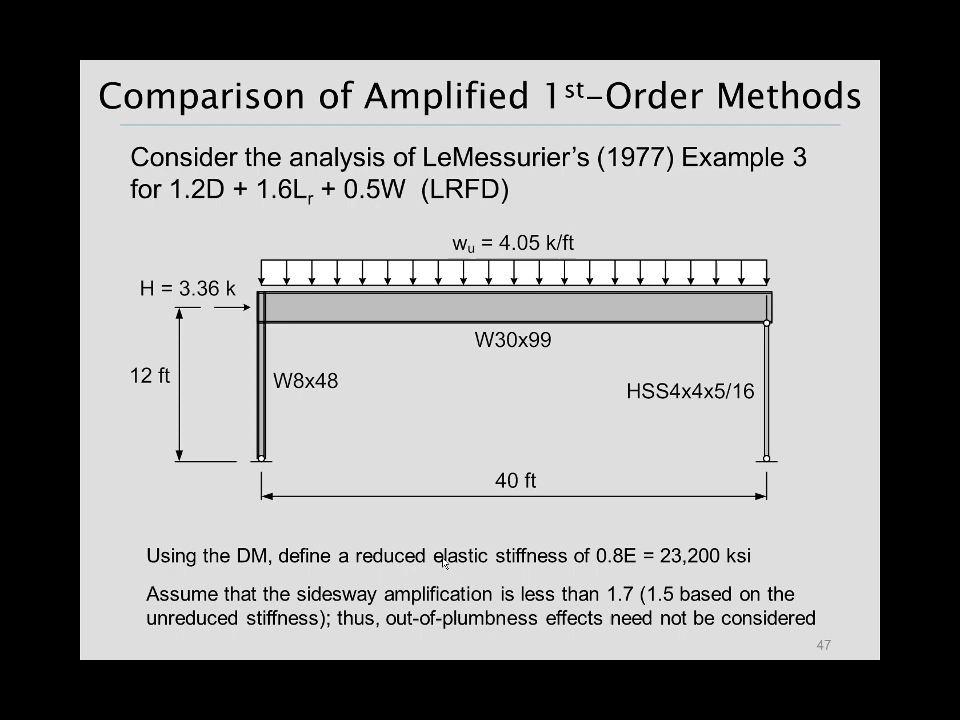 Comparison of Amplified 1st-Order Methods
Consider the analysis of LeMessurier's (1977) Example 3
for 1.2D + 1.6Lr + 0.5W (LRFD)
wu = 4.05 k/ft
H = 3.36 k
W30x99
12 ft
W8x48
HSS4x4x5/16
40 ft
Using the DM, define a reduced elastic stiffness of 0.8E = 23,200 ksi
Assume that the sidesway amplification is less than 1.7 (1.5 based on the
unreduced stiffness); thus, out-of-plumbness effects need not be considered
47